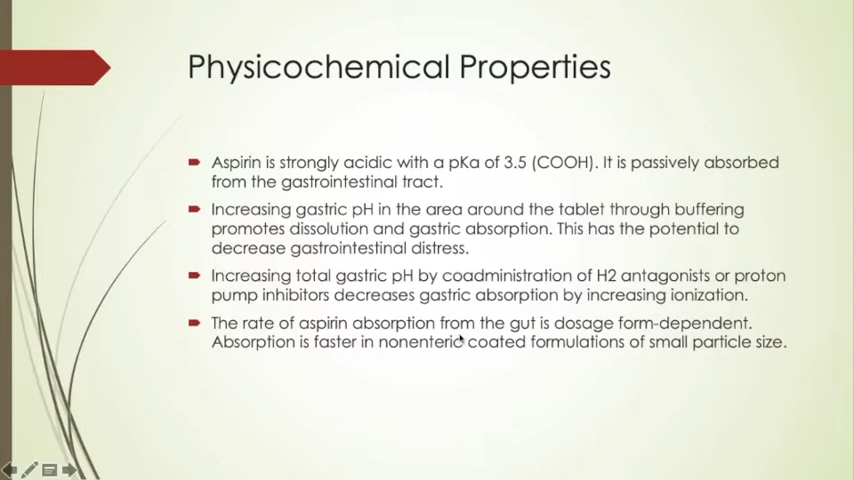 Physicochemical Properties
Aspirin is strongly acidic with a pKa of 3.5 (COOH). It is passively absorbed
from the gastrointestinal tract.
Increasing gastric pH in the area around the tablet through buffering
promotes dissolution and gastric absorption. This has the potential to
decrease gastrointestinal distress.
Increasing total gastric pH by coadministration of H2 antagonists or proton
pump inhibitors decreases gastric absorption by increasing ionization.
The rate of aspirin absorption from the gut is dosage form-dependent.
Absorption is faster in nonenteric coated formulations of small particle size.